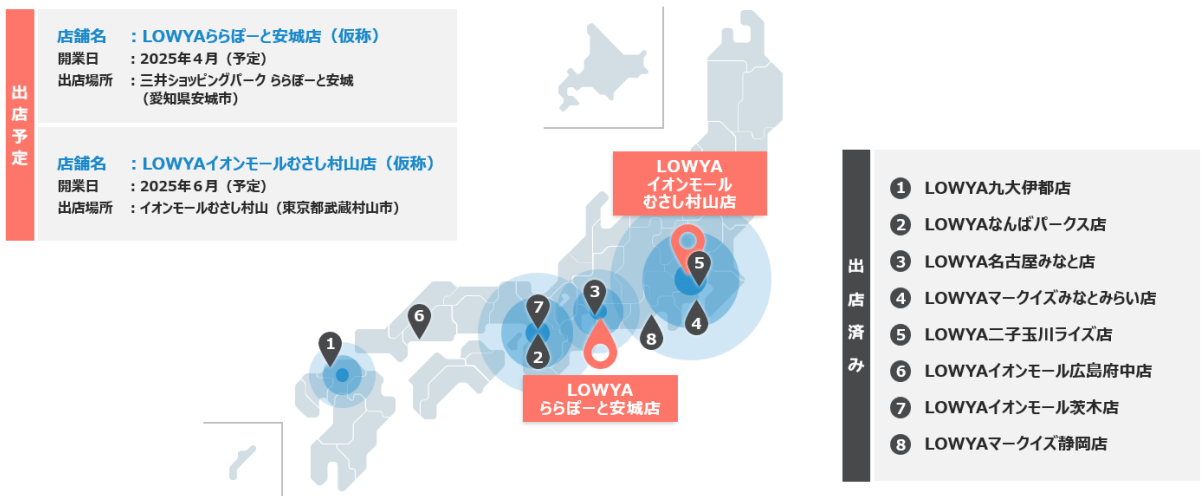 出店予定
店舗名 ：LOWYAららぽーと安城店（仮称）
開業日 ：2025年４月（予定）
出店場所 ：三井ショッピングパーク ららぽーと安城
（愛知県安城市）
店舗名 ：LOWYAイオンモールむさし村山店（仮称）
開業日 ：2025年６月（予定）
出店場所 ：イオンモールむさし村山（東京都武蔵村山市）
LOWYA
イオンモール
むさし村山店
5
3
7
4
6
8
1
2
LOWYA
ららぽーと安城店
出店済み
1 LOWYA九大伊都店
2 LOWYAなんばパークス店
3 LOWYA名古屋みなと店
4 LOWYAマークイズみなとみらい店
5 LOWYA二子玉川ライズ店
6 LOWYAイオンモール広島府中店
7 LOWYAイオンモール茨木店
8 LOWYAマークイズ静岡店